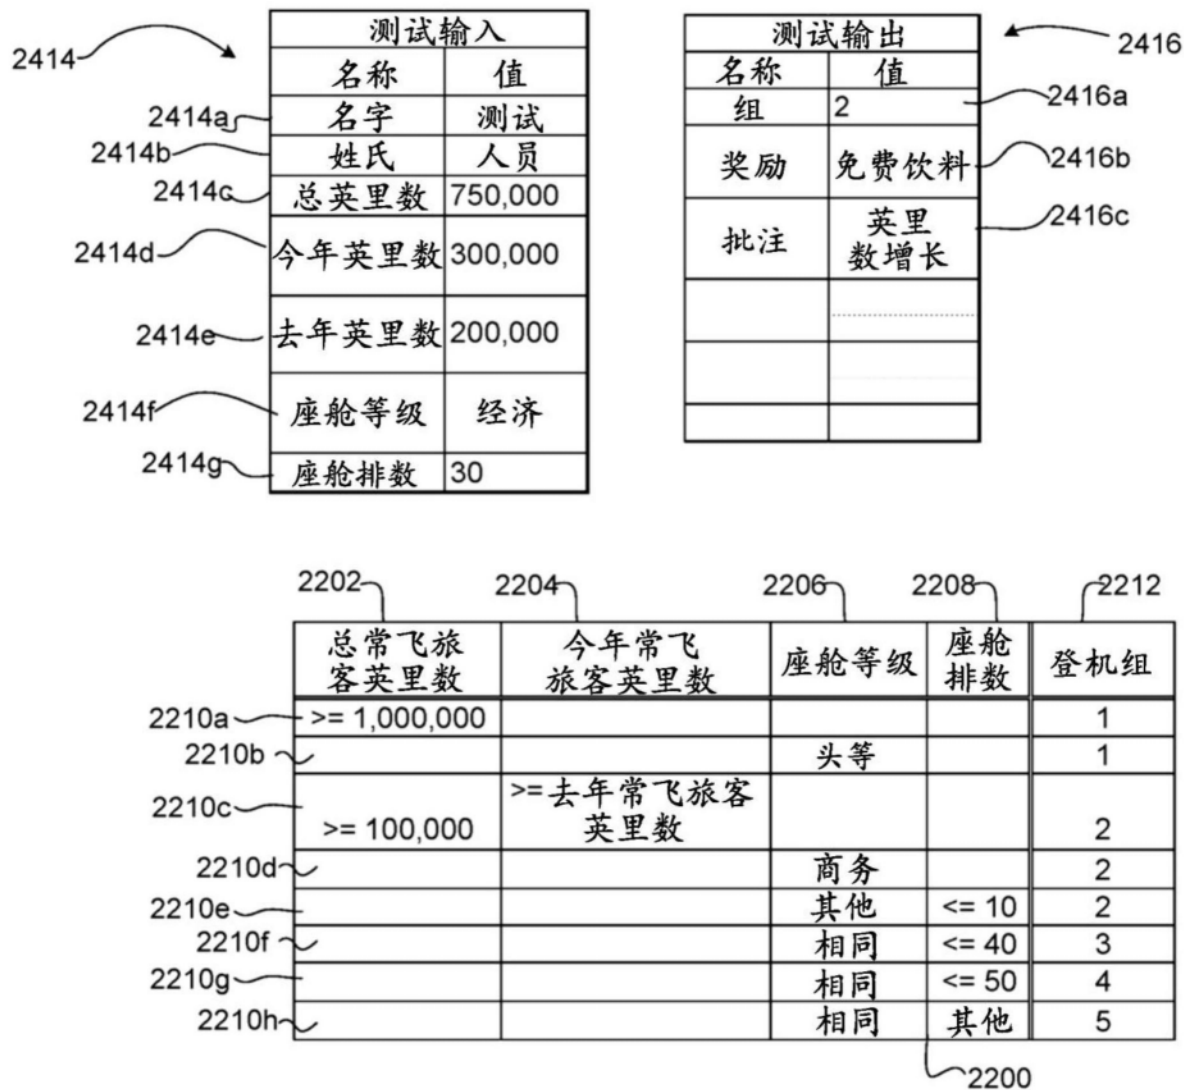 测试输入
名称 值
名字 测试
姓氏 人员
总英里数 750,000
今年英里数 300,000
去年英里数 200,000
座舱等级 经济
座舱排数 30
2414
2414a
2414b
2414c
2414d
2414e
2414f
2414g
测试输出
名称 值
组 2
奖励 免费饮料
批注 英里
数增长
2416
2416a
2416b
2416c
2202 2204 2206 2208 2212
总常飞旅
客英里数
今年常飞
旅客英里数
座舱等级
座舱
排数
登机组
2210a >= 1,000,000 1
2210b 头等 1
2210c >= 100,000
>=去年常飞旅客
英里数
2
2210d 商务 2
2210e 其他 <= 10 2
2210f 相同 <= 40 3
2210g 相同 <= 50 4
2210h 相同 其他 5
2200